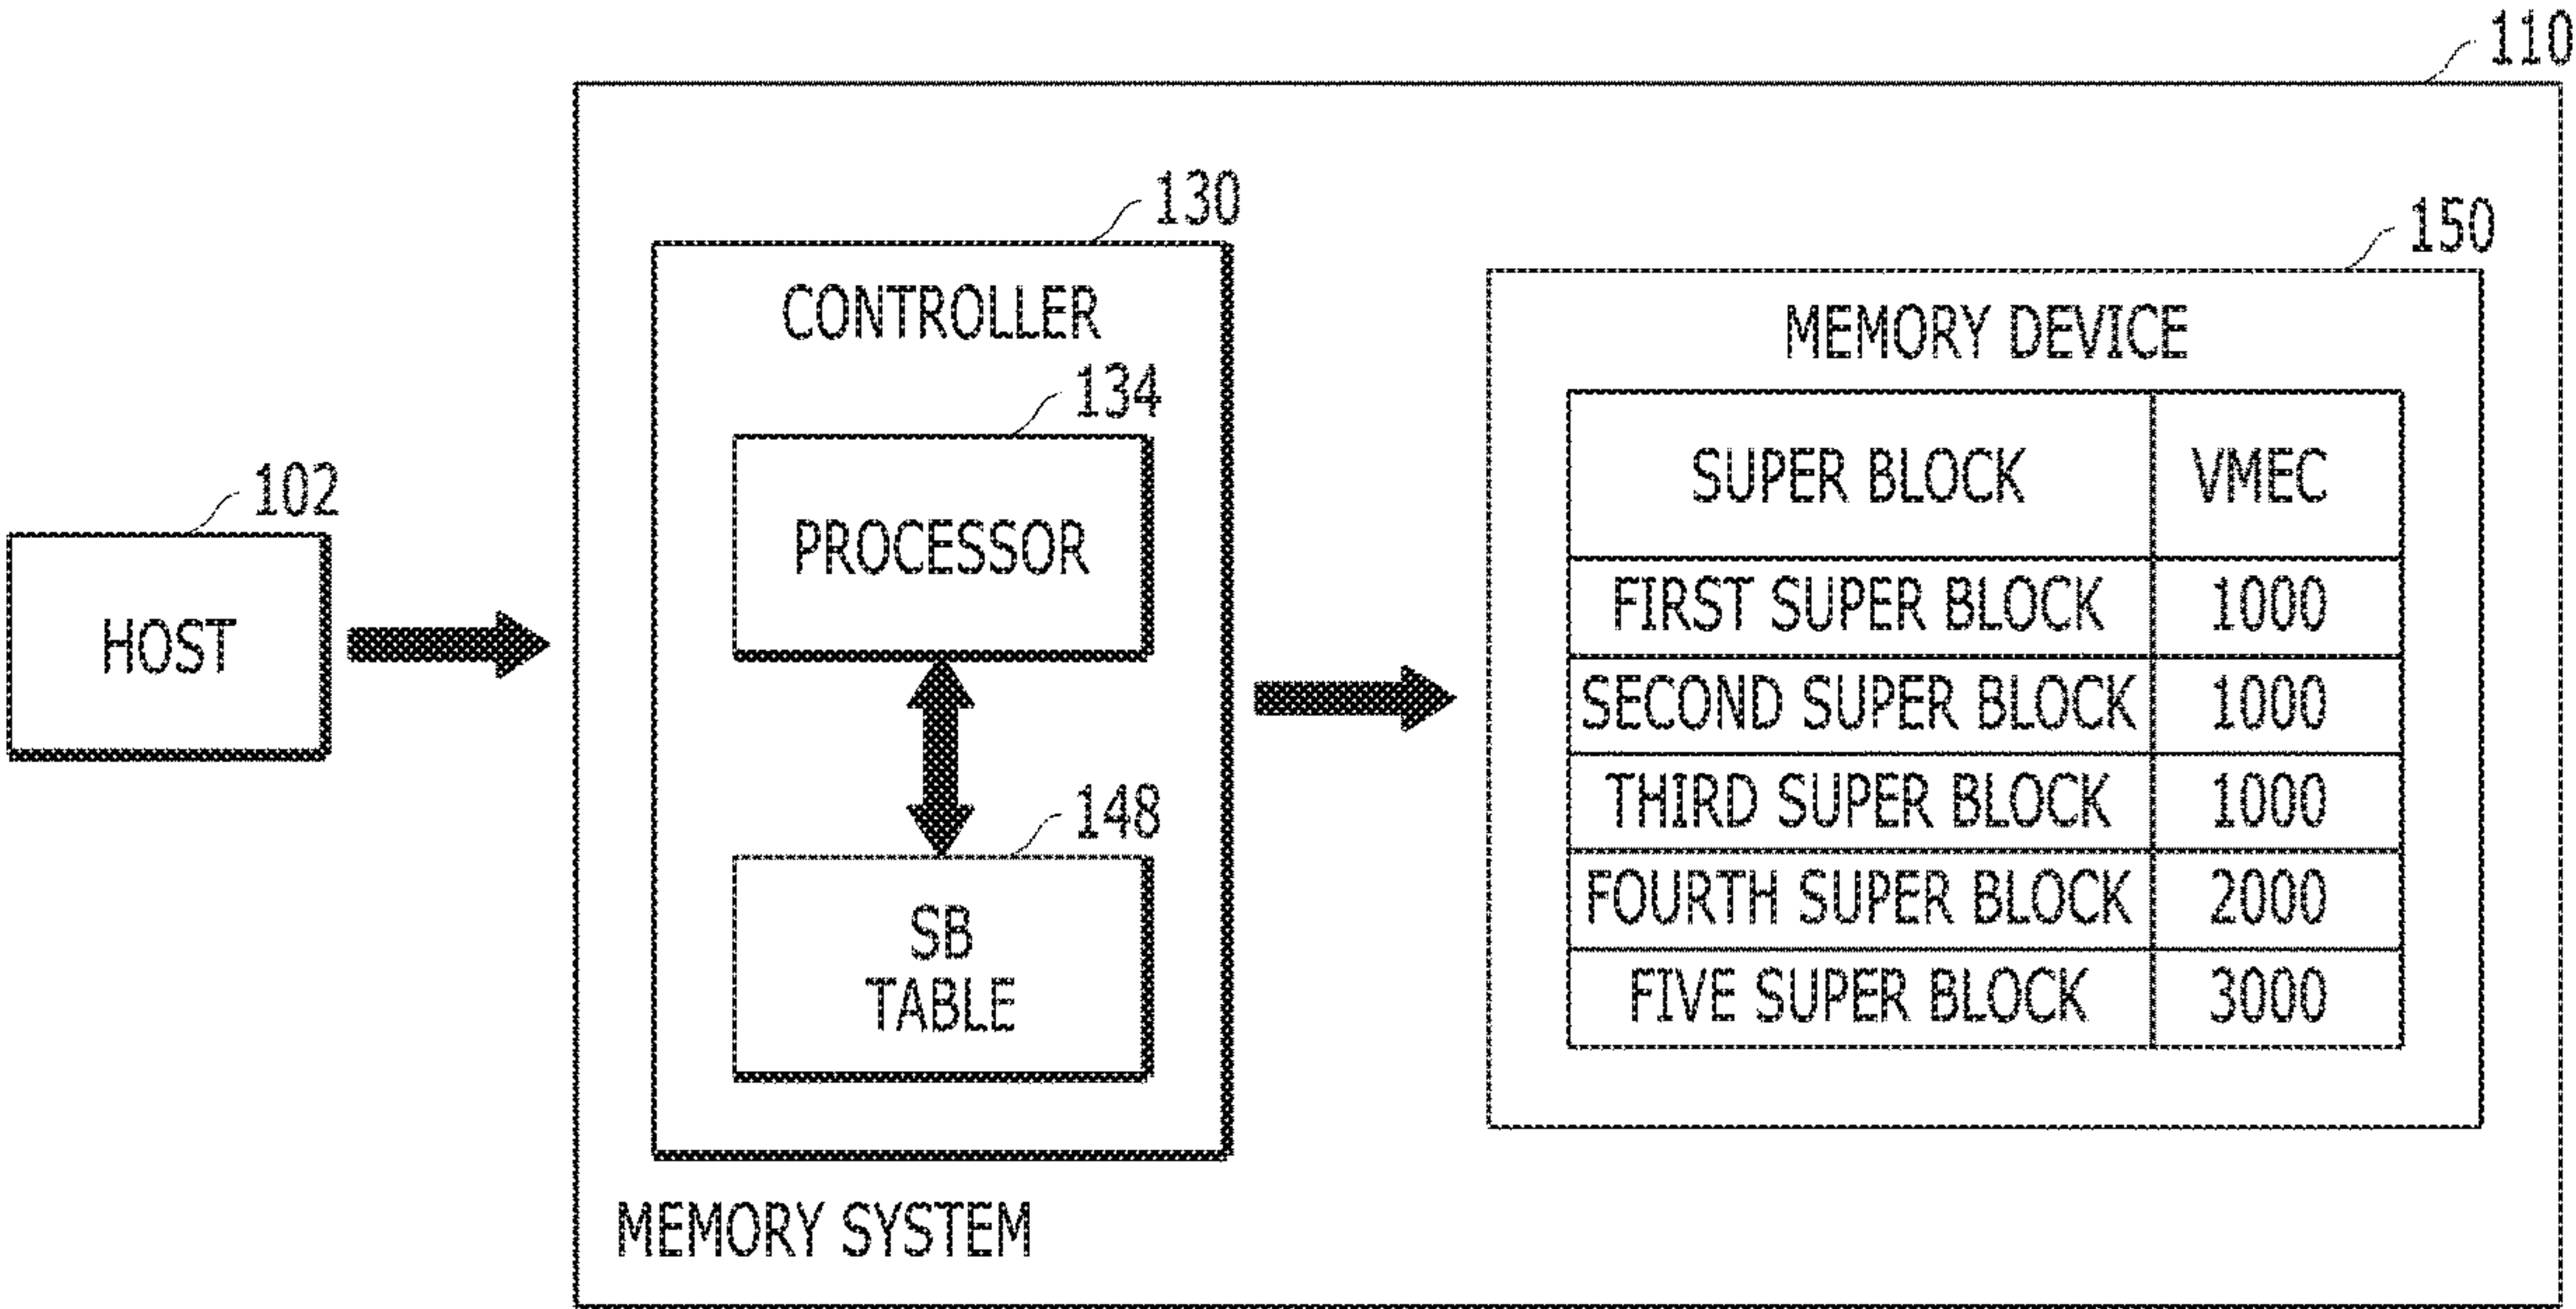 110
130
150
CONTROLLER
MEMORY DEVICE
134
102
PROCESSOR
HOST
148
SB
TABLE
SUPER BLOCK VMEC
FIRST SUPER BLOCK 1000
SECOND SUPER BLOCK 1000
THIRD SUPER BLOCK 1000
FOURTH SUPER BLOCK 2000
FIVE SUPER BLOCK 3000
MEMORY SYSTEM